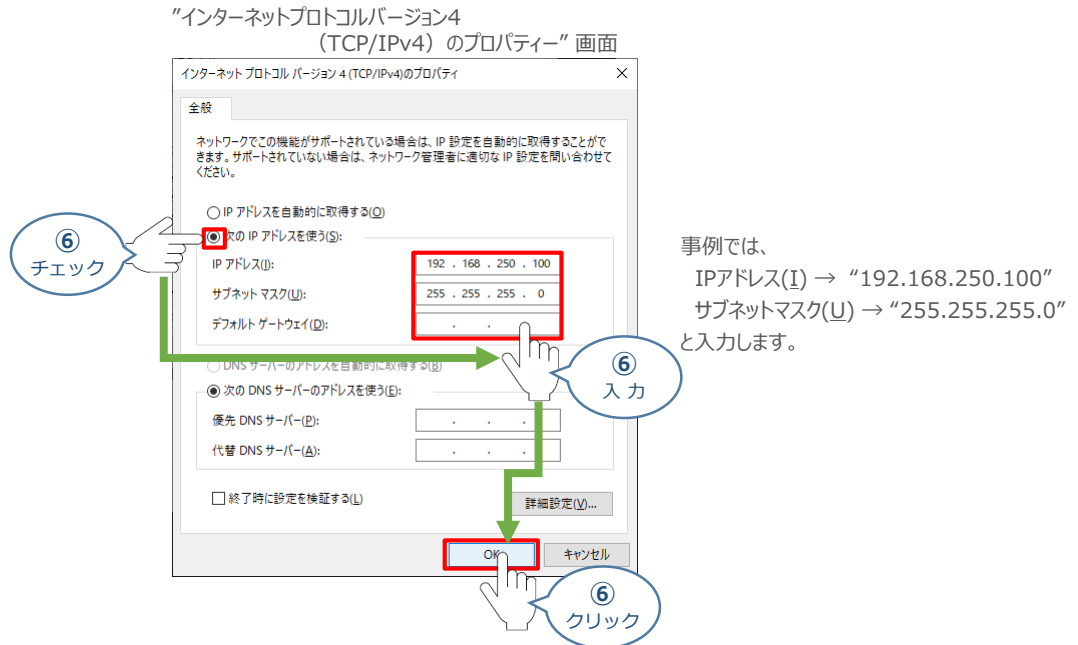 ”インターネットプロトコルバージョン4
（TCP/IPv4）のプロパティー” 画面
インターネット プロトコル バージョン 4 (TCP/IPv4)のプロパティ
全般
ネットワークでこの機能がサポートされている場合は、IP 設定を自動的に取得することがで
きます。サポートされていない場合は、ネットワーク管理者に適切な IP 設定を問い合わせて
ください。
IP アドレスを自動的に取得する(O)
次の IP アドレスを使う(S):
⑥
チェック
IP アドレス(I): 192 . 168 . 250 . 100
サブネット マスク(U): 255 . 255 . 255 . 0
デフォルト ゲートウェイ(D): . .
事例では、
IPアドレス(I) → “192.168.250.100”
サブネットマスク(U) → “255.255.255.0”
と入力します。
DNS サーバーのアドレスを自動的に取得する(B)
⑥
入 力
次の DNS サーバーのアドレスを使う(E):
優先 DNS サーバー(P): . . .
代替 DNS サーバー(A): . . .
終了時に設定を検証する(L)
詳細設定(V)...
OK
キャンセル
⑥
クリック